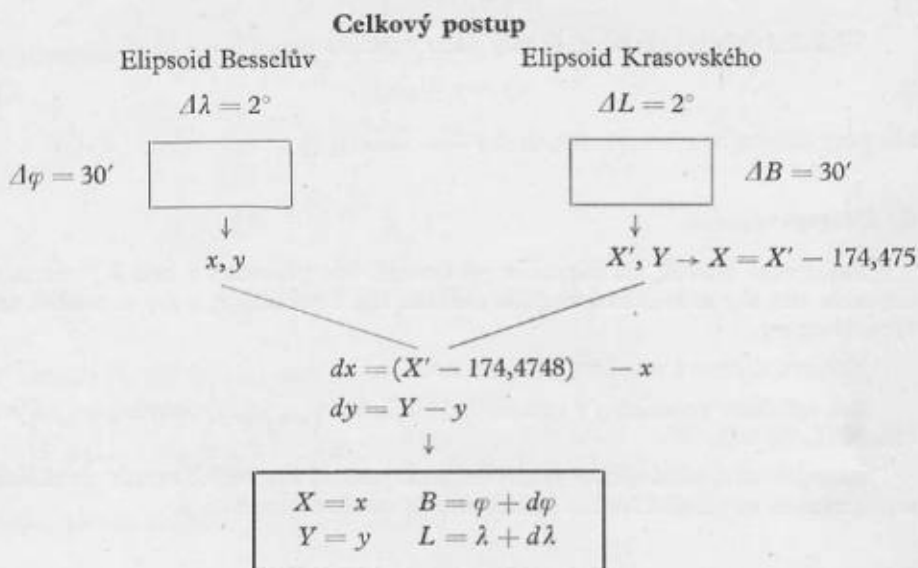 Celkový postup
Elipsoid Besselův
Elipsoid Krasovského
Δλ = 2°
ΔL = 2°
Δφ = 30′
ΔB = 30′
↓
↓
x, y
X′, Y → X = X′ − 174,475
dx = (X′ − 174,4748) − x
dy = Y − y
↓
X = x B = φ + dφ
Y = y L = λ + dλ